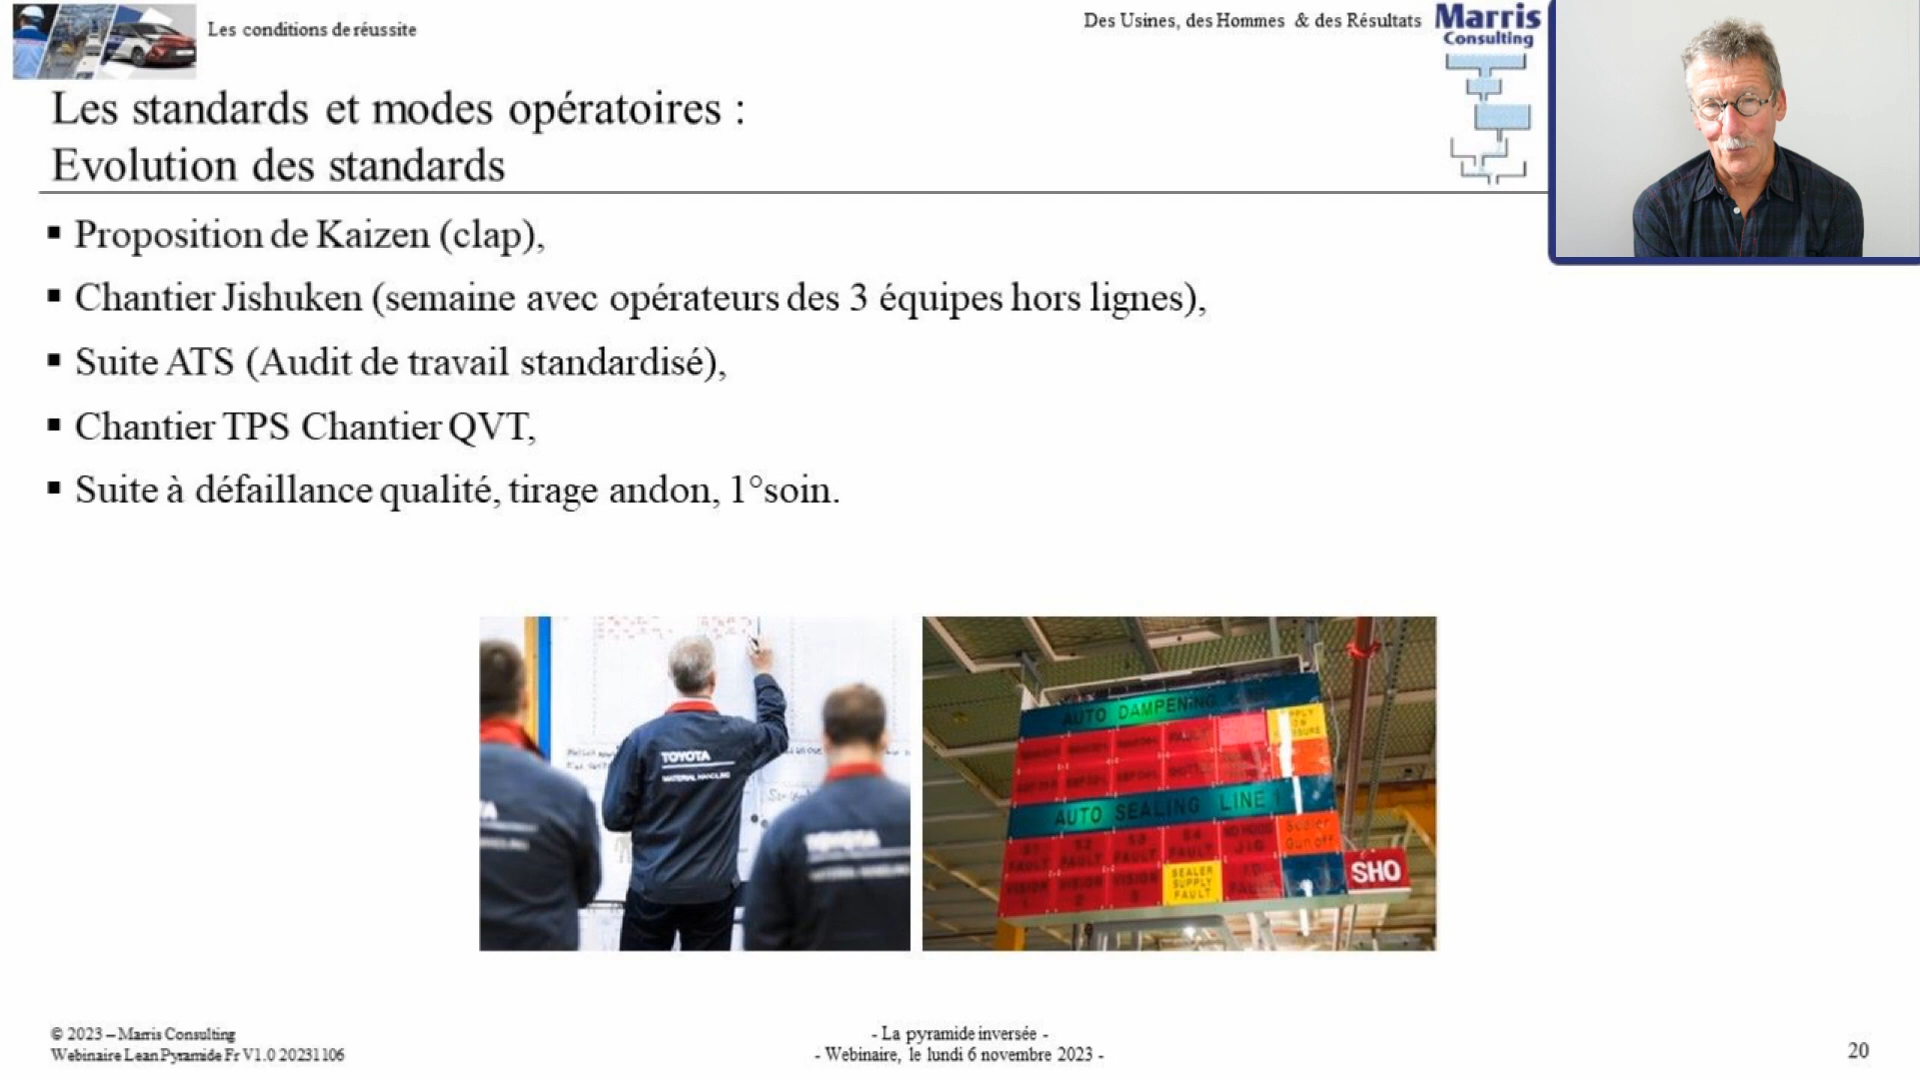 Les conditions de réussite
Des Usines, des Hommes & des Résultats
Marris
Consulting
Les standards et modes opératoires :
Evolution des standards
▪ Proposition de Kaizen (clap),
▪ Chantier Jishuken (semaine avec opérateurs des 3 équipes hors lignes),
▪ Suite ATS (Audit de travail standardisé),
▪ Chantier TPS Chantier QVT,
▪ Suite à défaillance qualité, tirage andon, 1°soin.
TOYOTA
MATERIAL HANDLING
AUTO DAMPENING
AUTO SEALING LINE 1
SEALER
SUPPLY
FAULT
SHO
© 2023 – Marris Consulting
Webinaire Lean Pyramide Fr V1.0 20231106
- La pyramide inversée -
- Webinaire, le lundi 6 novembre 2023 -
20